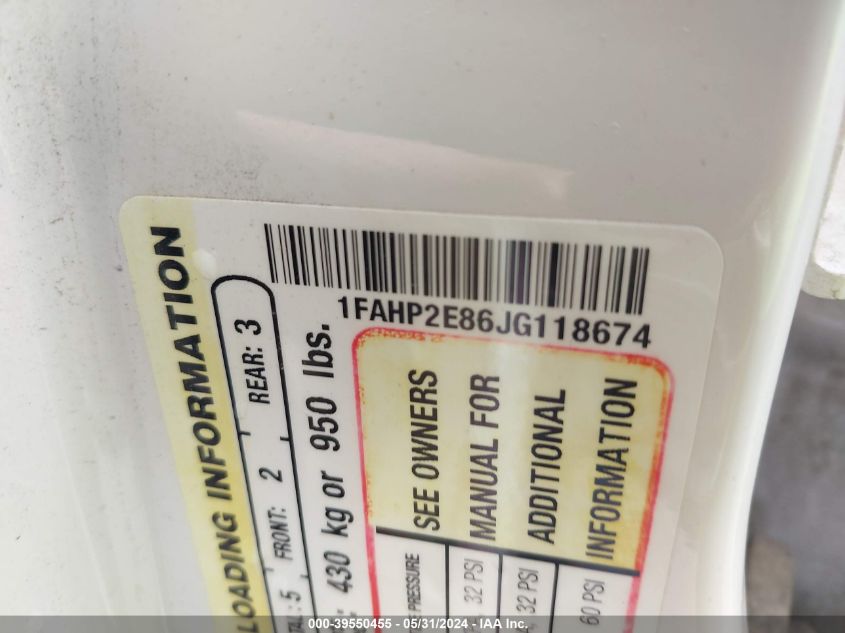 1FAHP2E86JG118674
LOADING INFORMATION
: 5 FRONT: 2 REAR: 3
430 kg or 950 lbs.
PRESSURE
32 PSI
32 PSI
60 PSI
SEE OWNERS
MANUAL FOR
ADDITIONAL
INFORMATION
000-39550455 - 05/31/2024 - IAA Inc.